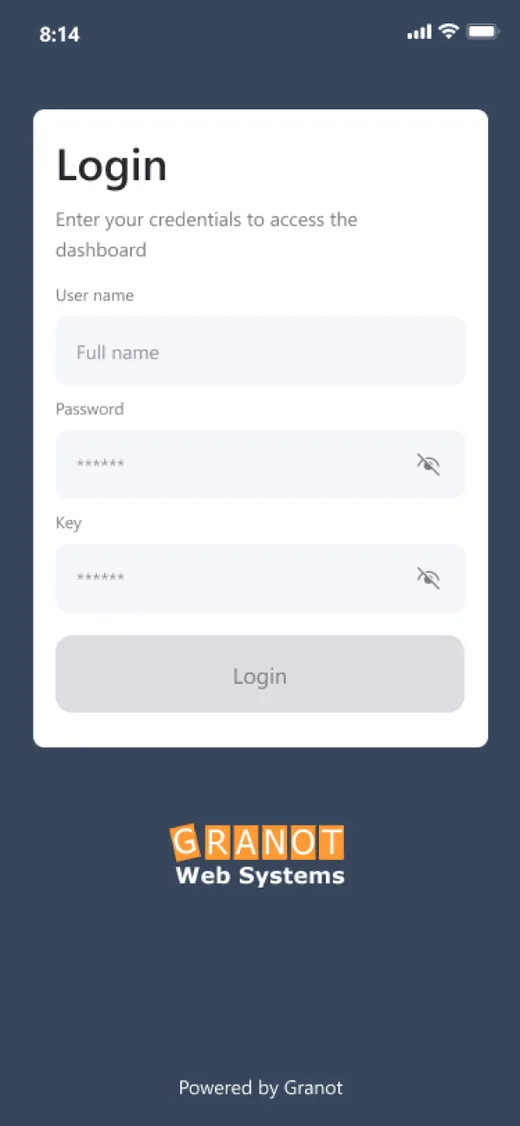 8:14
Login
Enter your credentials to access the
dashboard
User name
Full name
Password
******
Key
******
Login
GRANOT
Web Systems
Powered by Granot